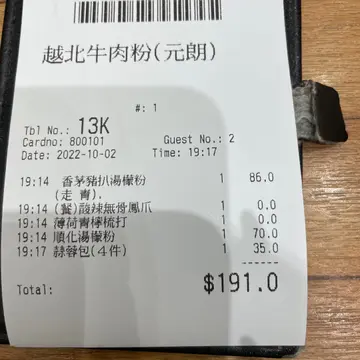 越北牛肉粉(元朗)
#: 1
Tbl No.: 13K
Cardno: 800101 Guest No.: 2
Date: 2022-10-02 Time: 19:17
19:14 香茅豬扒湯檬粉 1 86.0
(走 青).
19:14 (餐)酸辣無骨鳳爪 1 0.0
19:14 薄荷青檸梳打 1 0.0
19:14 順化湯檬粉 1 70.0
19:17 蒜蓉包(4件) 1 35.0
Total: $191.0